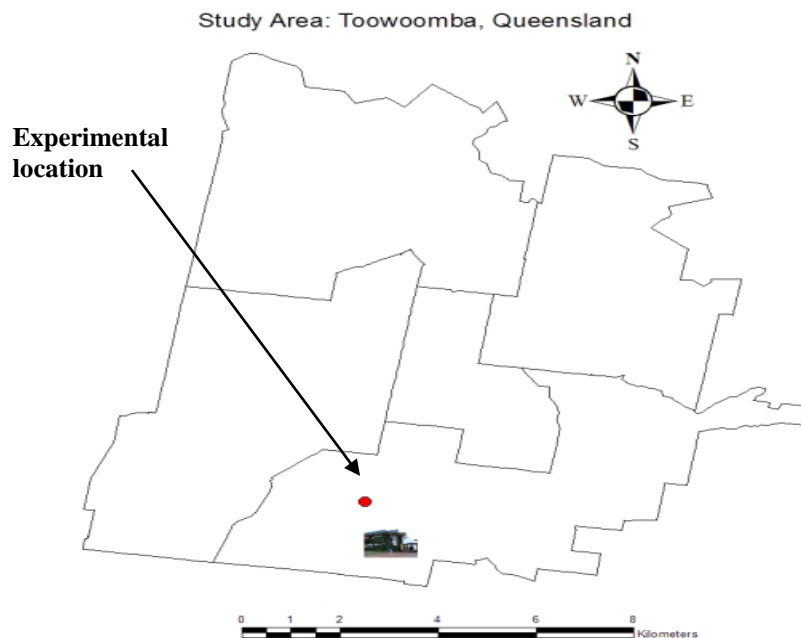 Study Area: Toowoomba, Queensland
N
W E
S
Experimental
location
0 1 2 4 6 8
Kilometers